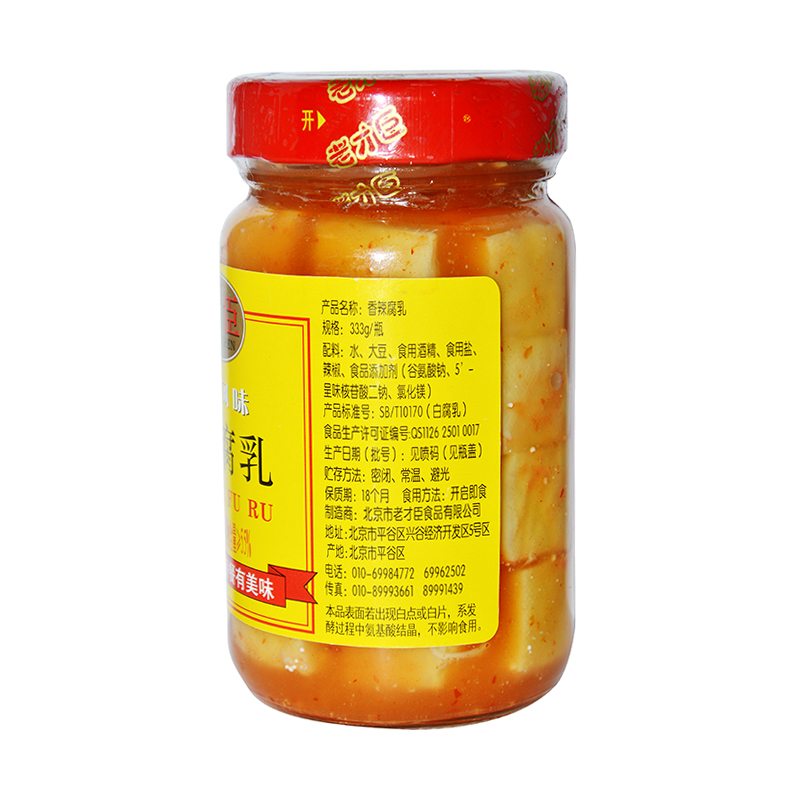 开
老才臣
®
臣
味
腐乳
FU RU
有美味
产品名称：香辣腐乳
规格：333g/瓶
配料：水、大豆、食用酒精、食用盐、
辣椒、食品添加剂（谷氨酸钠、5'-
呈味核苷酸二钠、氯化镁）
产品标准号：SB/T10170（白腐乳）
食品生产许可证编号:QS1126 2501 0017
生产日期（批号）：见喷码（见瓶盖）
贮存方法：密闭、常温、避光
保质期：18个月 食用方法：开启即食
制造商：北京市老才臣食品有限公司
地址：北京市平谷区兴谷经济开发区5号区
产地:北京市平谷区
电话：010-69984772 69962502
传真：010-89993661 89991439
本品表面若出现白点或白片，系发
酵过程中氨基酸结晶，不影响食用。